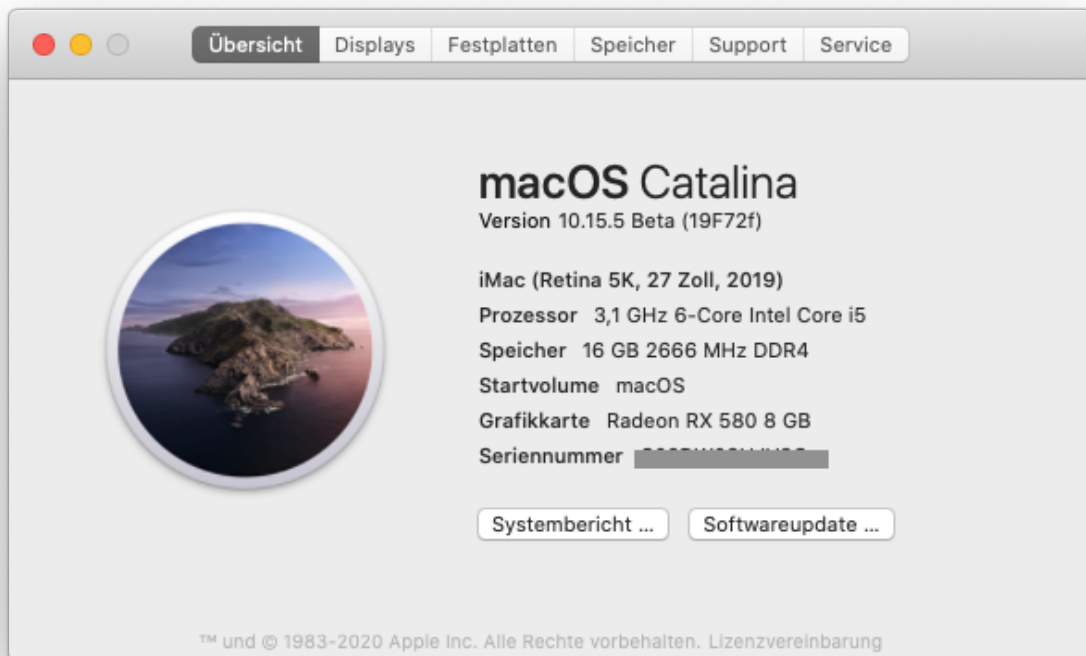 Übersicht Displays Festplatten Speicher Support Service
macOS Catalina
Version 10.15.5 Beta (19F72f)
iMac (Retina 5K, 27 Zoll, 2019)
Prozessor 3,1 GHz 6-Core Intel Core i5
Speicher 16 GB 2666 MHz DDR4
Startvolume macOS
Grafikkarte Radeon RX 580 8 GB
Seriennummer
Systembericht ... Softwareupdate ...
™ und © 1983-2020 Apple Inc. Alle Rechte vorbehalten. Lizenzvereinbarung